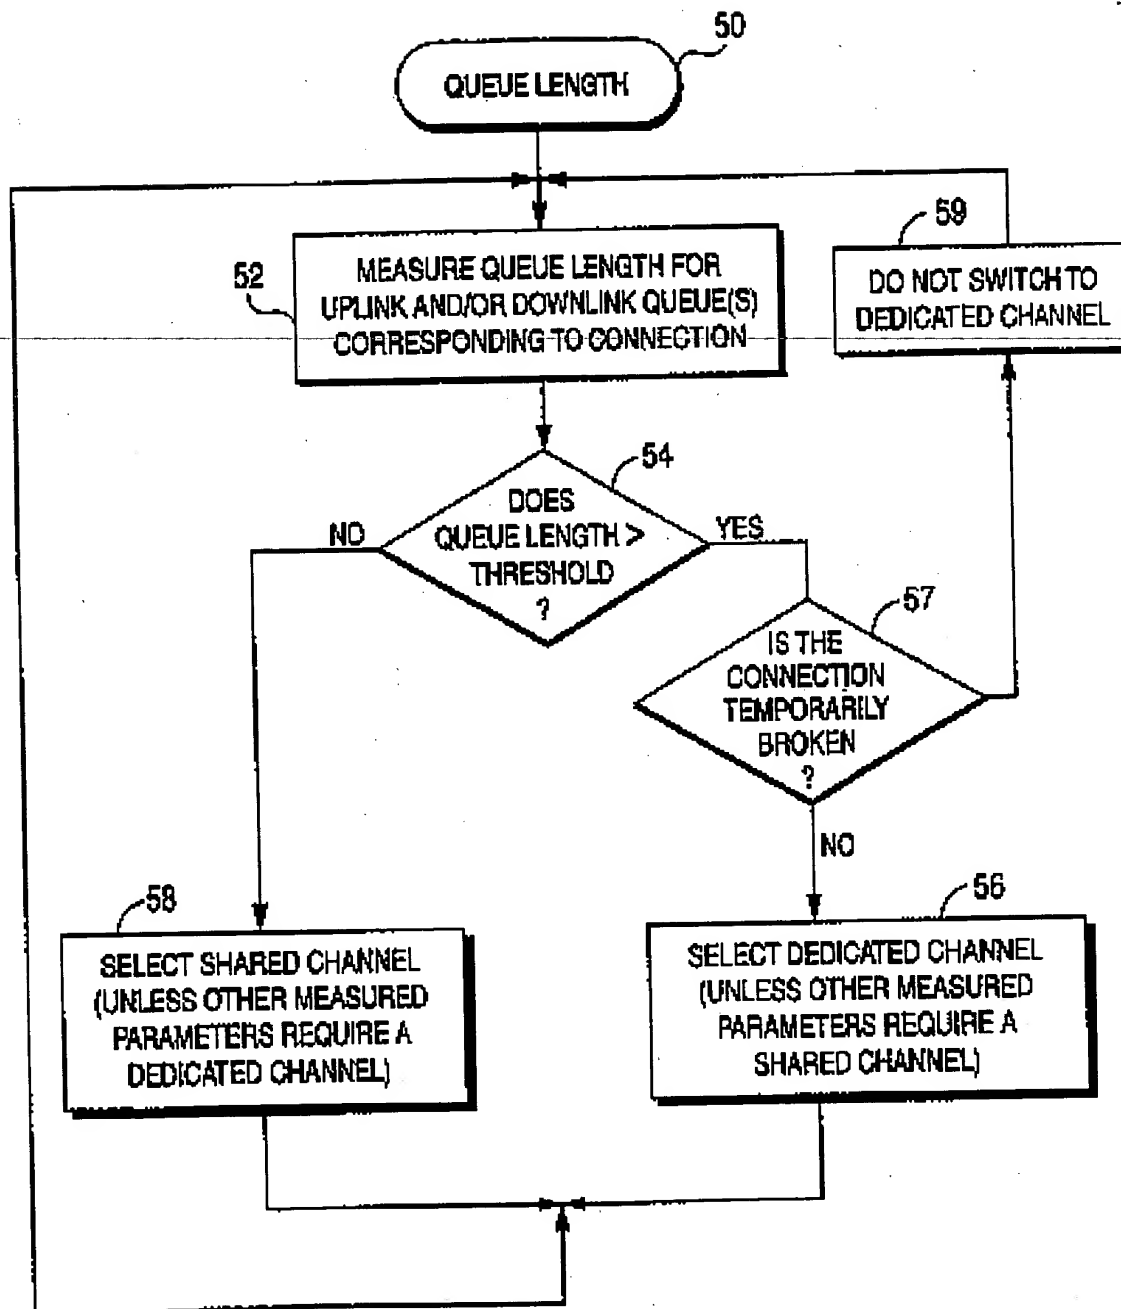 50
QUEUE LENGTH
59
52
MEASURE QUEUE LENGTH FOR
UPLINK AND/OR DOWNLINK QUEUE(S)
CORRESPONDING TO CONNECTION
DO NOT SWITCH TO
DEDICATED CHANNEL
54
DOES
QUEUE LENGTH >
THRESHOLD
?
NO
YES
57
IS THE
CONNECTION
TEMPORARILY
BROKEN
?
NO
58
SELECT SHARED CHANNEL
(UNLESS OTHER MEASURED
PARAMETERS REQUIRE A
DEDICATED CHANNEL)
56
SELECT DEDICATED CHANNEL
(UNLESS OTHER MEASURED
PARAMETERS REQUIRE A
SHARED CHANNEL)